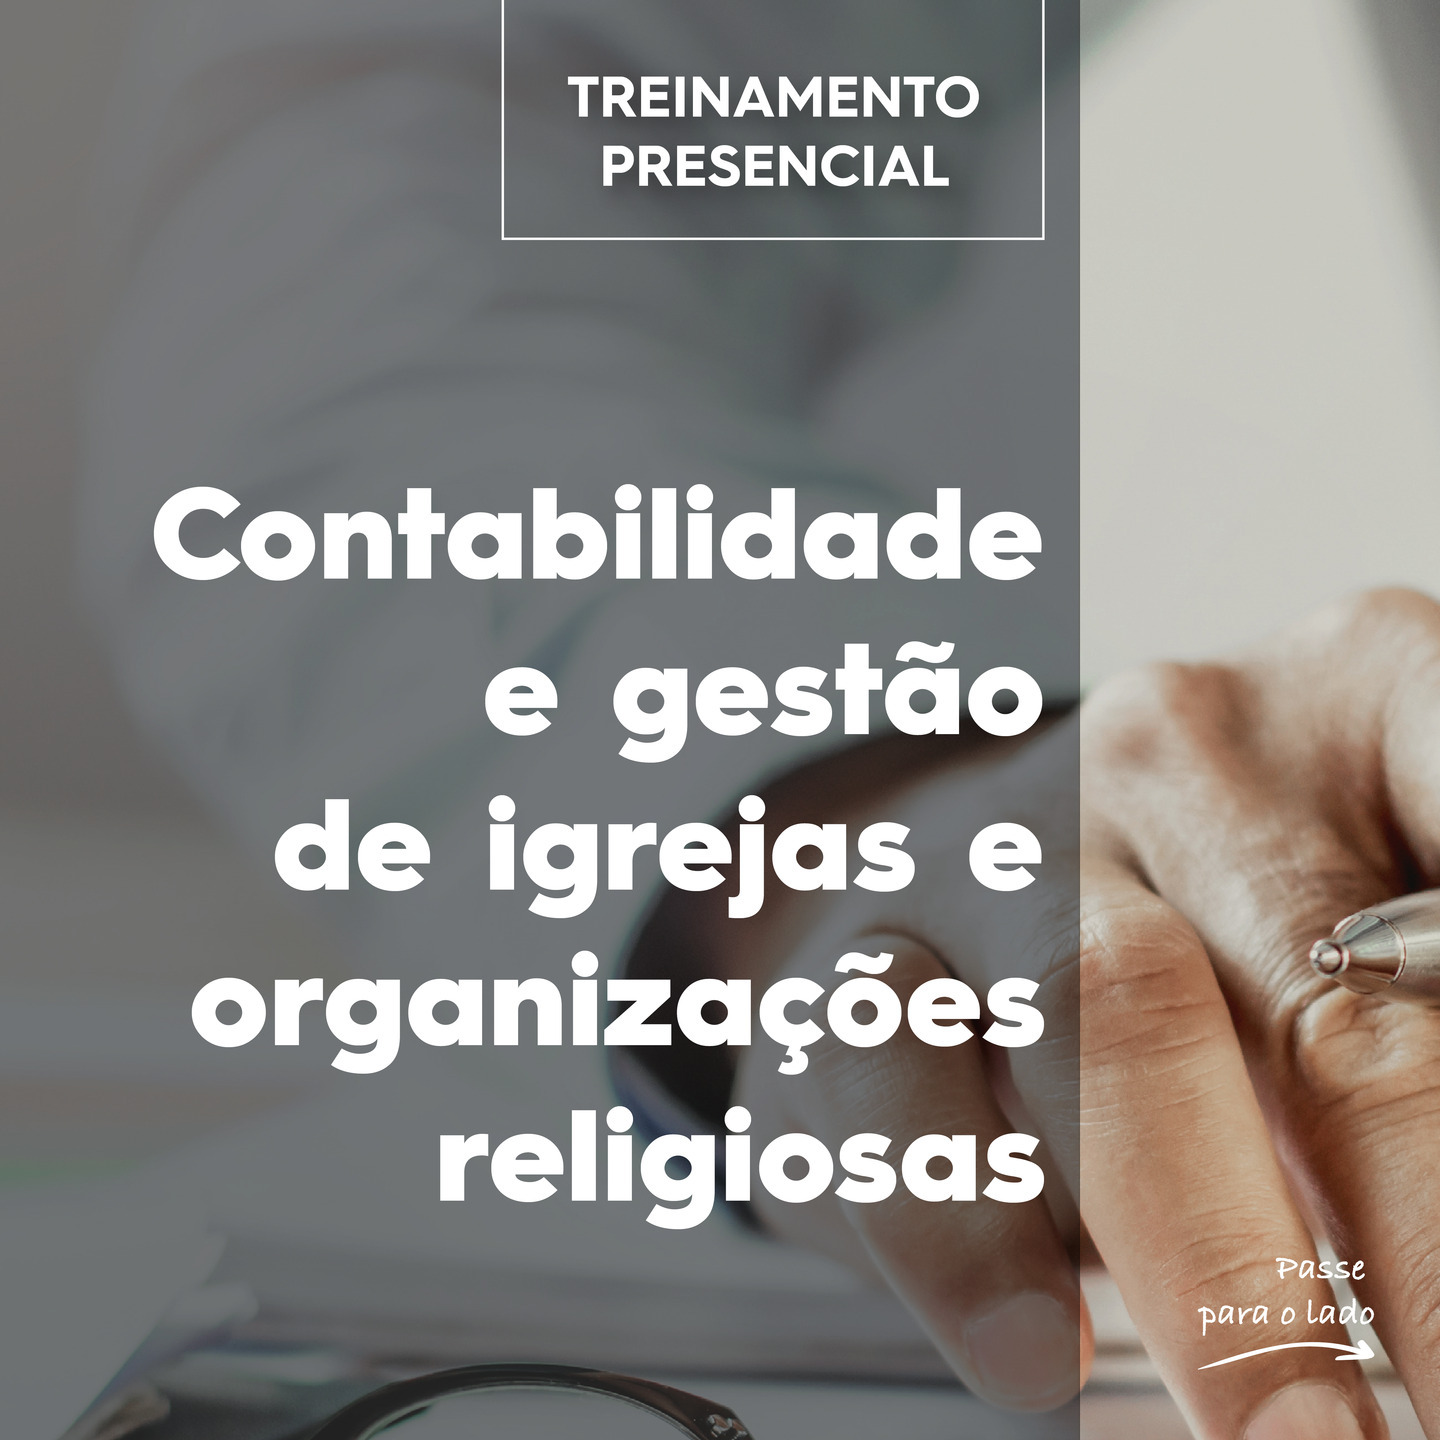 TREINAMENTO
PRESENCIAL
Contabilidade
e gestão
de igrejas e
organizações
religiosas
Passe
para o lado